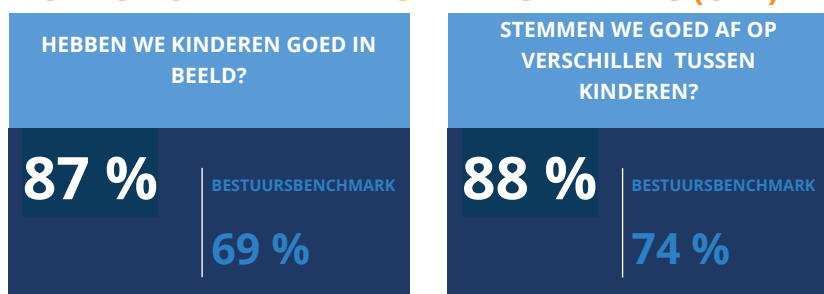 HEBBEN WE KINDEREN GOED IN
BEELD?
87 %
BESTUURSBENCHMARK
69 %
STEMMEN WE GOED AF OP
VERSCHILLEN TUSSEN
KINDEREN?
88 %
BESTUURSBENCHMARK
74 %